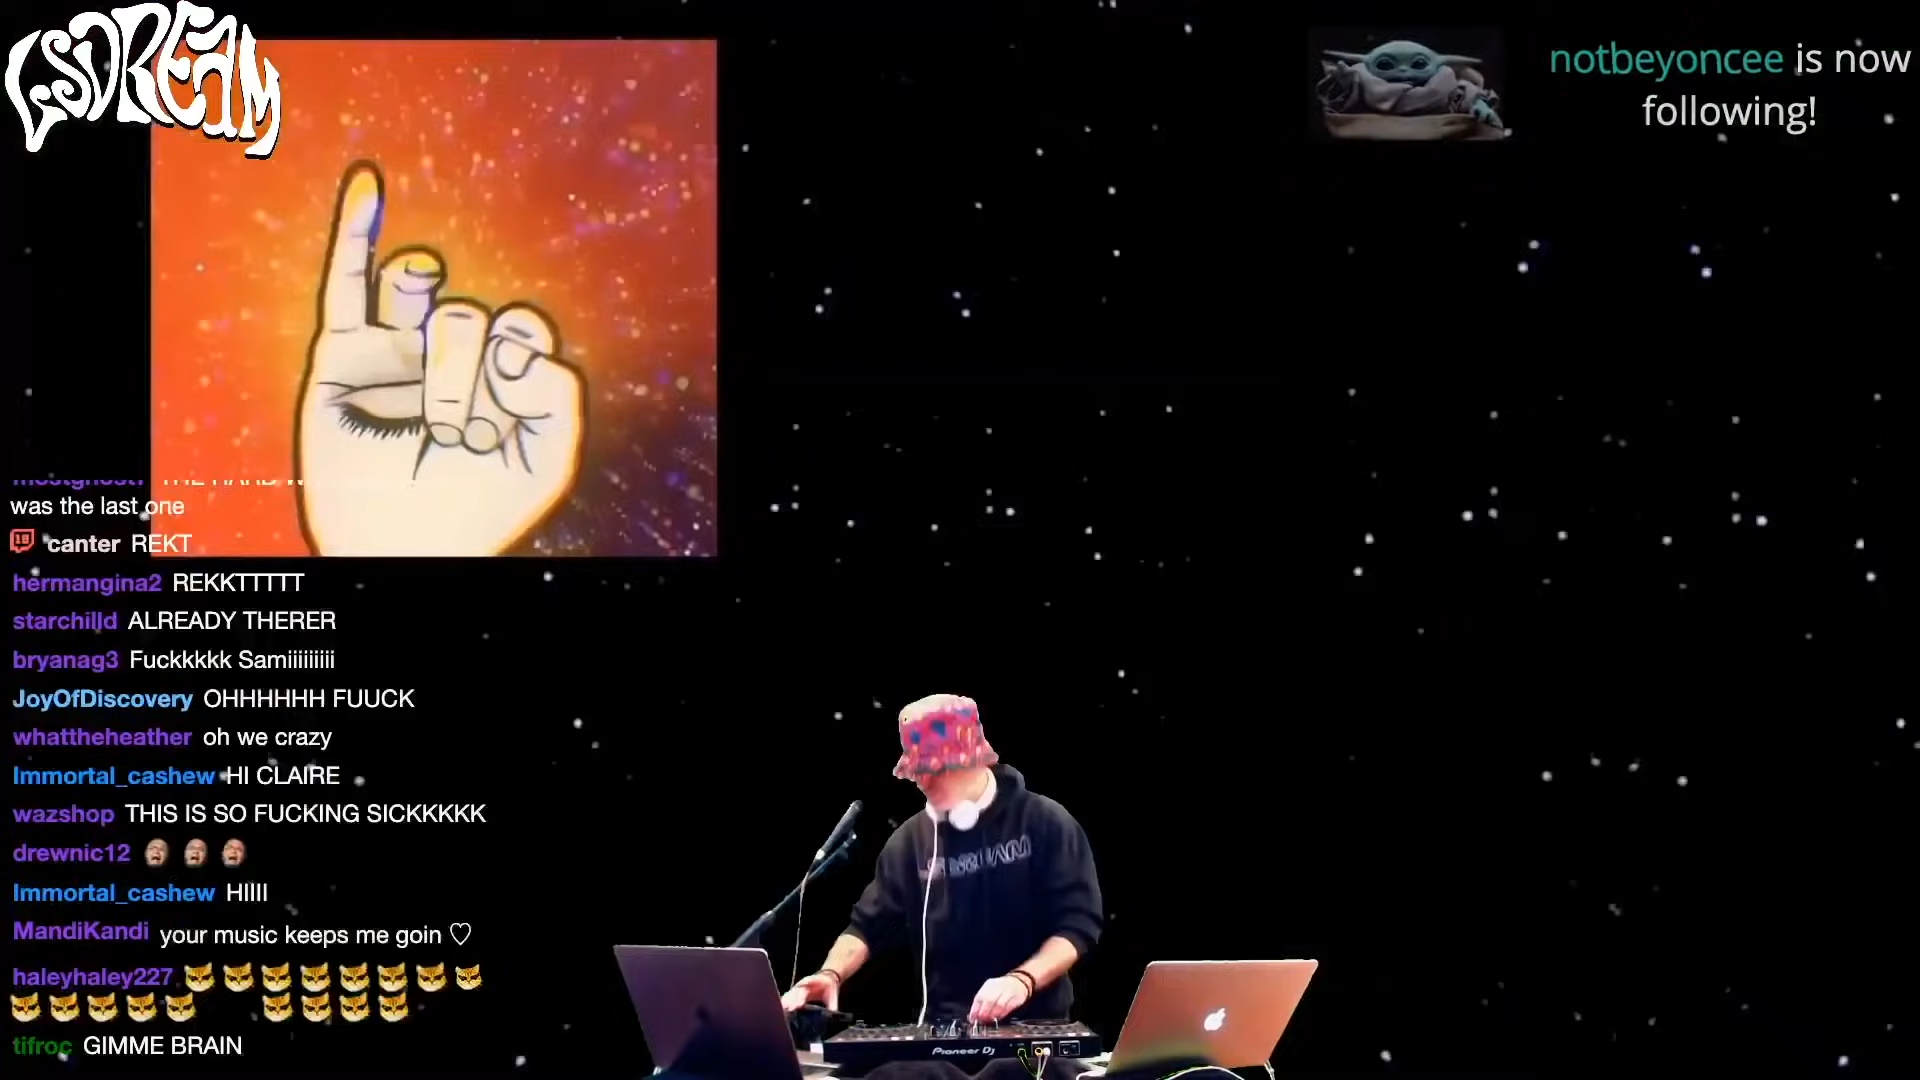 LSDREAM
notbeyoncee is now
following!
was the last one
canter REKT
hermangina2 REKKTTTTT
starchilld ALREADY THERER
bryanag3 Fuckkkkk Samiiiiiiiii
JoyOfDiscovery OHHHHHH FUUCK
whattheheather oh we crazy
Immortal_cashew HI CLAIRE
wazshop THIS IS SO FUCKING SICKKKKK
drewnic12
Immortal_cashew HIIII
MandiKandi your music keeps me goin ♡
haleyhaley227
tifroc GIMME BRAIN
LSDREAM
Pioneer Dj